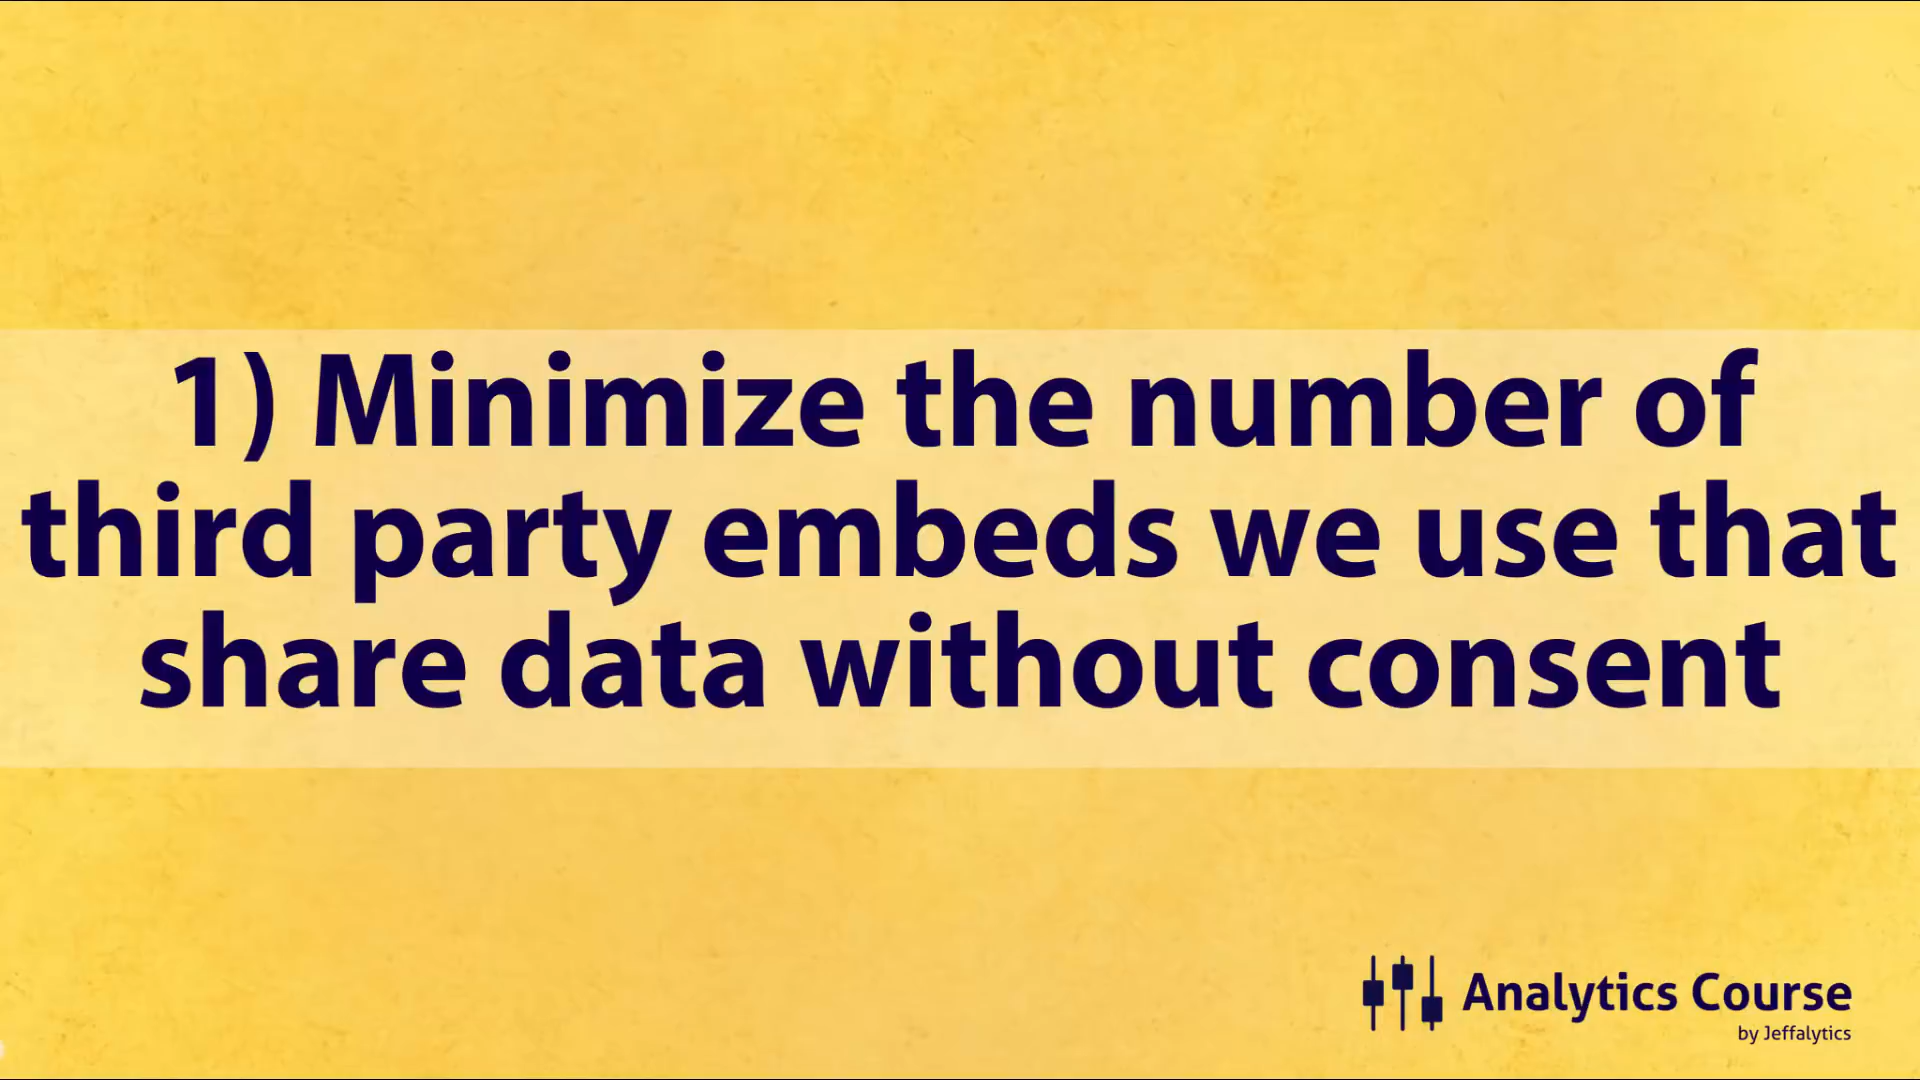 1) Minimize the number of
third party embeds we use that
share data without consent
Analytics Course
by Jeffalytics